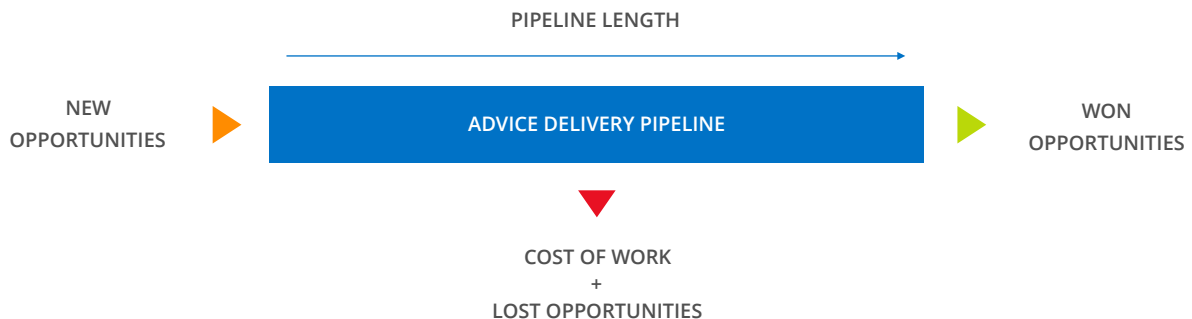 PIPELINE LENGTH
NEW
OPPORTUNITIES
ADVICE DELIVERY PIPELINE
WON
OPPORTUNITIES
COST OF WORK
+
LOST OPPORTUNITIES